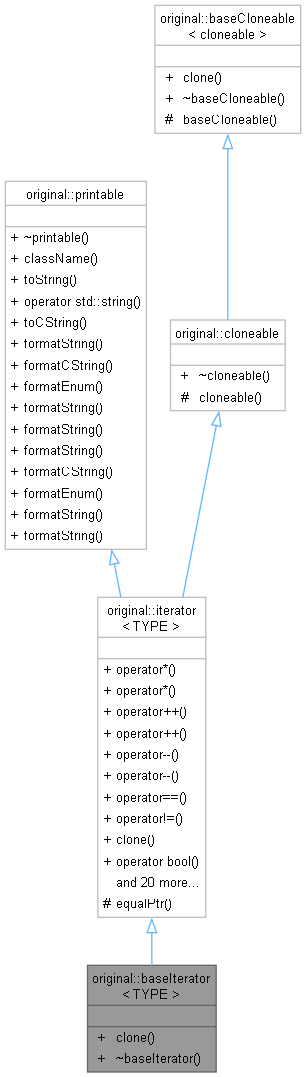 original::baseCloneable
< cloneable >
+ clone()
+ ~baseCloneable()
# baseCloneable()
original::printable
+ ~printable()
+ className()
+ toString()
+ operator std::string()
+ toCString()
+ formatString()
+ formatCString()
+ formatEnum()
+ formatString()
+ formatString()
+ formatString()
+ formatCString()
+ formatEnum()
+ formatString()
+ formatString()
original::cloneable
+ ~cloneable()
# cloneable()
original::iterator
< TYPE >
+ operator*()
+ operator*()
+ operator++()
+ operator++()
+ operator--()
+ operator--()
+ operator==()
+ operator!=()
+ clone()
+ operator bool()
and 20 more...
# equalPtr()
original::baseIterator
< TYPE >
+ clone()
+ ~baseIterator()